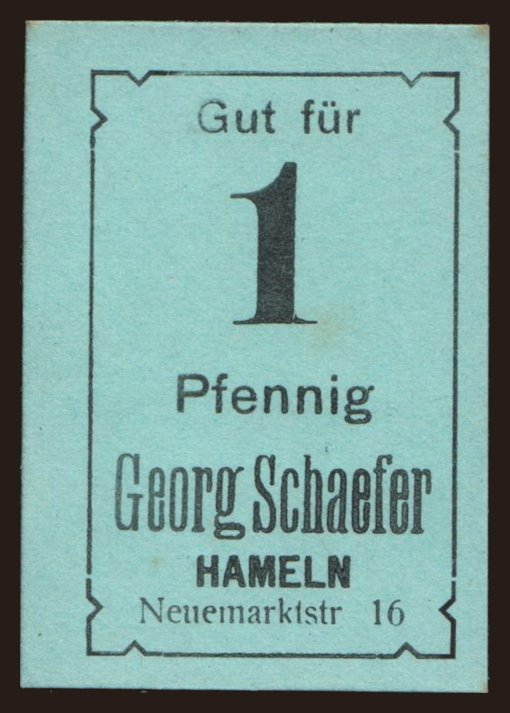 Gut für
1
Pfennig
Georg Schaefer
HAMELN
Neuemarktstr 16